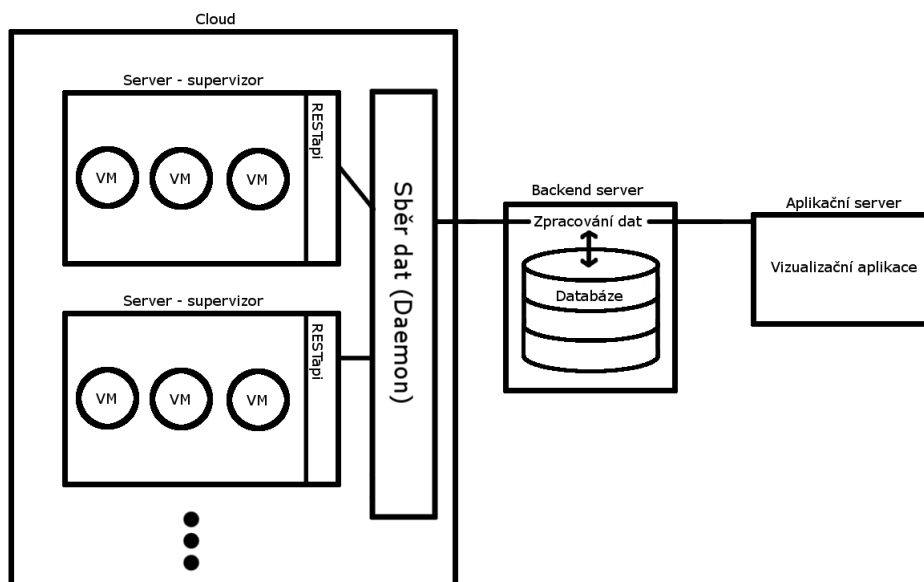 Cloud
Server - supervizor
VM
VM
VM
RESTapi
Server - supervizor
VM
VM
VM
RESTapi
Sběr dat (Daemon)
Backend server
Zpracování dat
Databáze
Aplikační server
Vizualizační aplikace